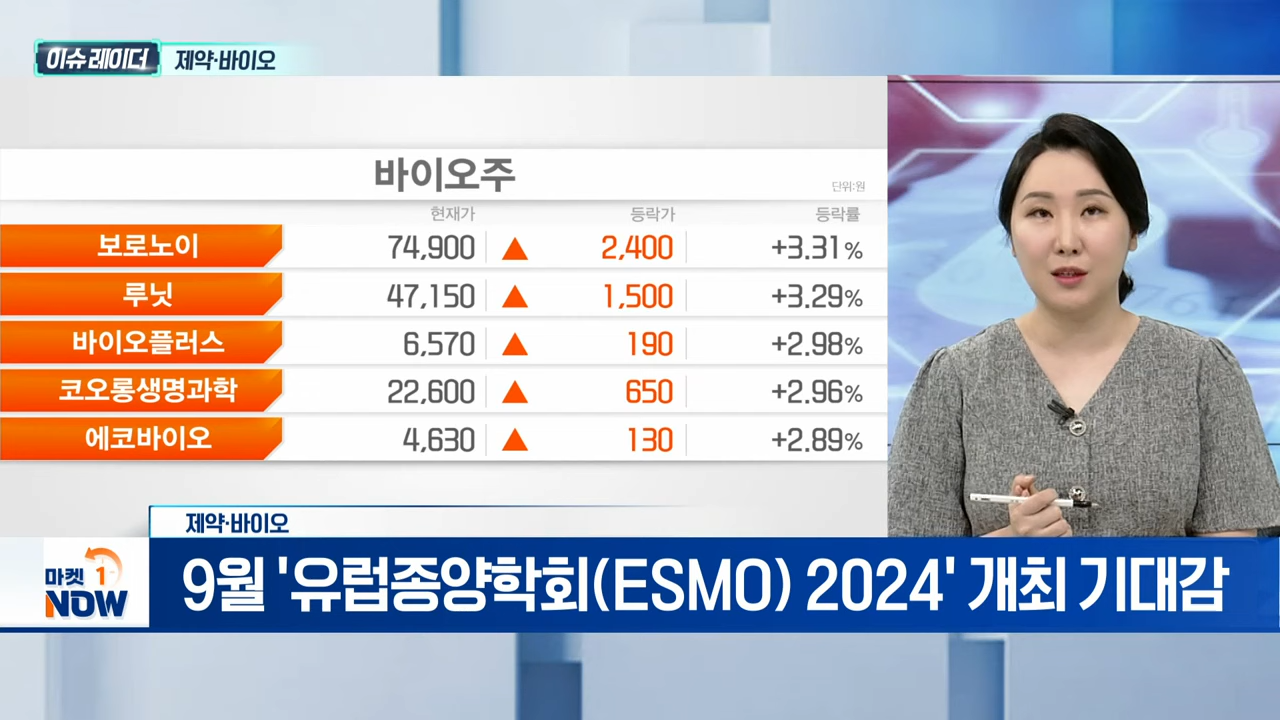 이슈레이더 제약·바이오
바이오주
단위:원
현재가 등락가 등락률
보로노이 74,900 ▲ 2,400 +3.31%
루닛 47,150 ▲ 1,500 +3.29%
바이오플러스 6,570 ▲ 190 +2.98%
코오롱생명과학 22,600 ▲ 650 +2.96%
에코바이오 4,630 ▲ 130 +2.89%
제약·바이오
마켓 1
NOW
9월 '유럽종양학회(ESMO) 2024' 개최 기대감